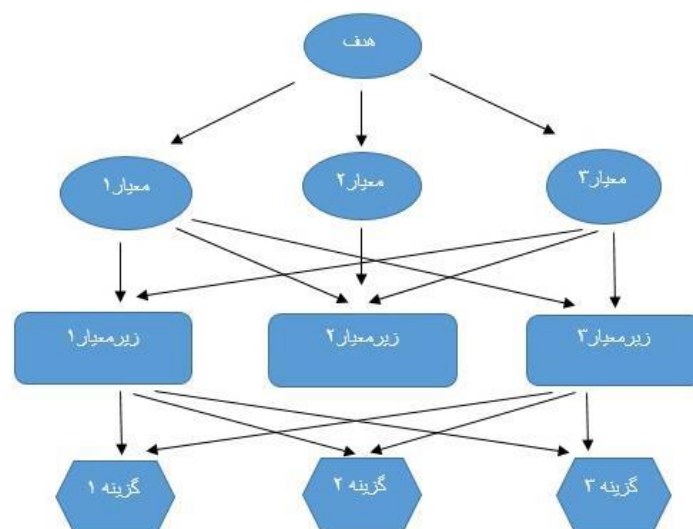 هدف
معیار۱
معیار۲
معیار۳
زیرمعیار۱
زیرمعیار۲
زیرمعیار۳
گزینه ۱
گزینه ۲
گزینه ۳